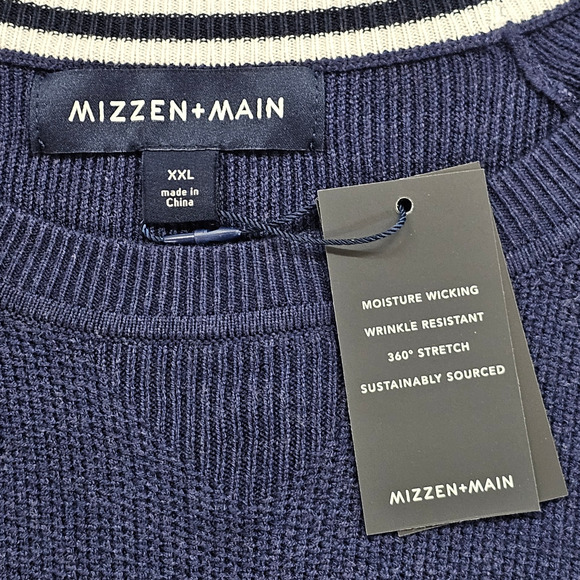 MIZZEN+MAIN
XXL
made in
China
MOISTURE WICKING
WRINKLE RESISTANT
360° STRETCH
SUSTAINABLY SOURCED
MIZZEN+MAIN